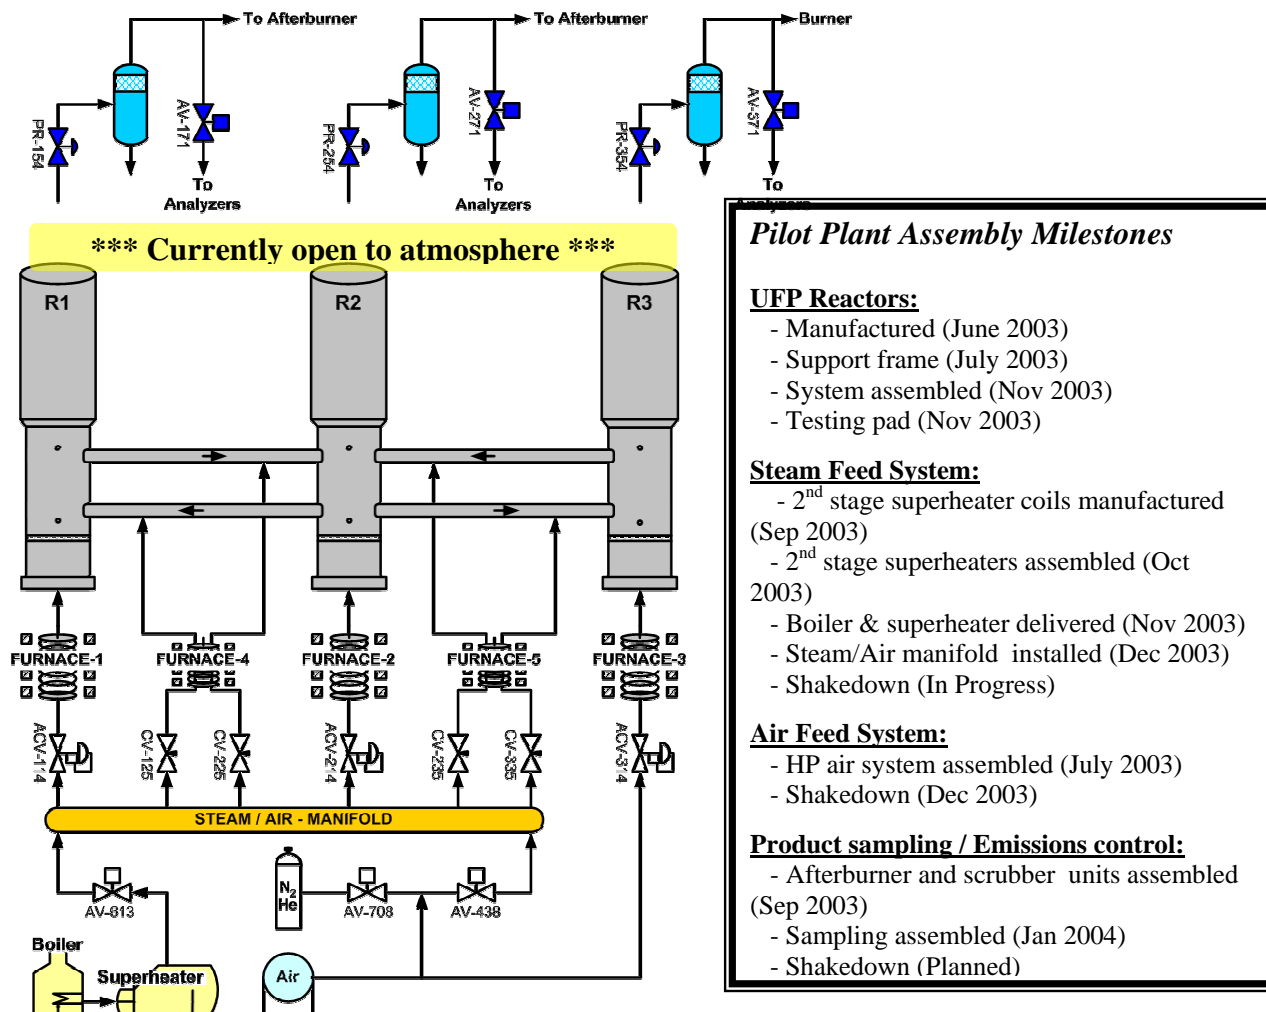 To Afterburner
To Afterburner
Burner
PR-154
AV-171
PR-254
AV-271
PR-354
AV-371
To
Analyzers
To
Analyzers
To
Analyzers
*** Currently open to atmosphere ***
R1
R2
R3
FURNACE-1
FURNACE-4
FURNACE-2
FURNACE-5
FURNACE-3
ACV-114
CV-125
CV-225
ACV-214
CV-235
CV-335
ACV-314
STEAM / AIR - MANIFOLD
AV-613
N2
He
AV-708
AV-438
Boiler
Superheater
Air
Pilot Plant Assembly Milestones
UFP Reactors:
- Manufactured (June 2003)
- Support frame (July 2003)
- System assembled (Nov 2003)
- Testing pad (Nov 2003)
Steam Feed System:
- 2nd stage superheater coils manufactured
(Sep 2003)
- 2nd stage superheaters assembled (Oct
2003)
- Boiler & superheater delivered (Nov 2003)
- Steam/Air manifold installed (Dec 2003)
- Shakedown (In Progress)
Air Feed System:
- HP air system assembled (July 2003)
- Shakedown (Dec 2003)
Product sampling / Emissions control:
- Afterburner and scrubber units assembled
(Sep 2003)
- Sampling assembled (Jan 2004)
- Shakedown (Planned)